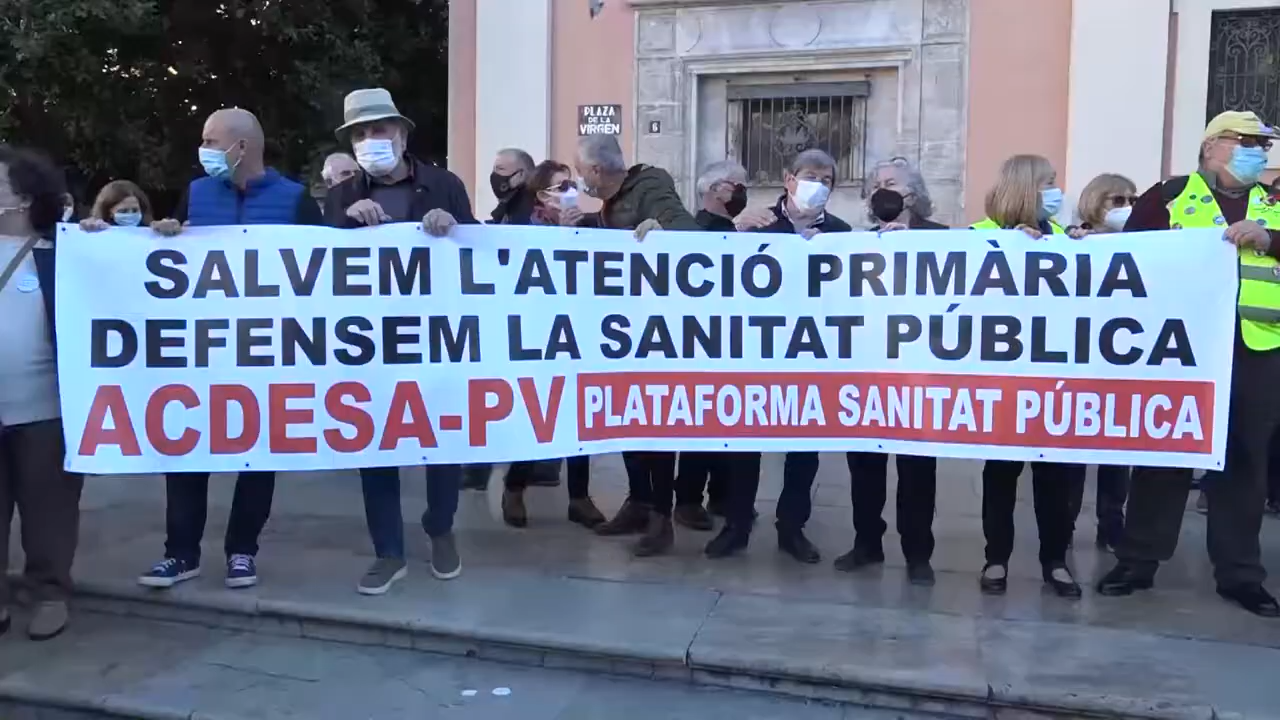 PLAZA
DE LA
VIRGEN
6
SALVEM L'ATENCIÓ PRIMÀRIA
DEFENSEM LA SANITAT PÚBLICA
ACDESA-PV PLATAFORMA SANITAT PÚBLICA